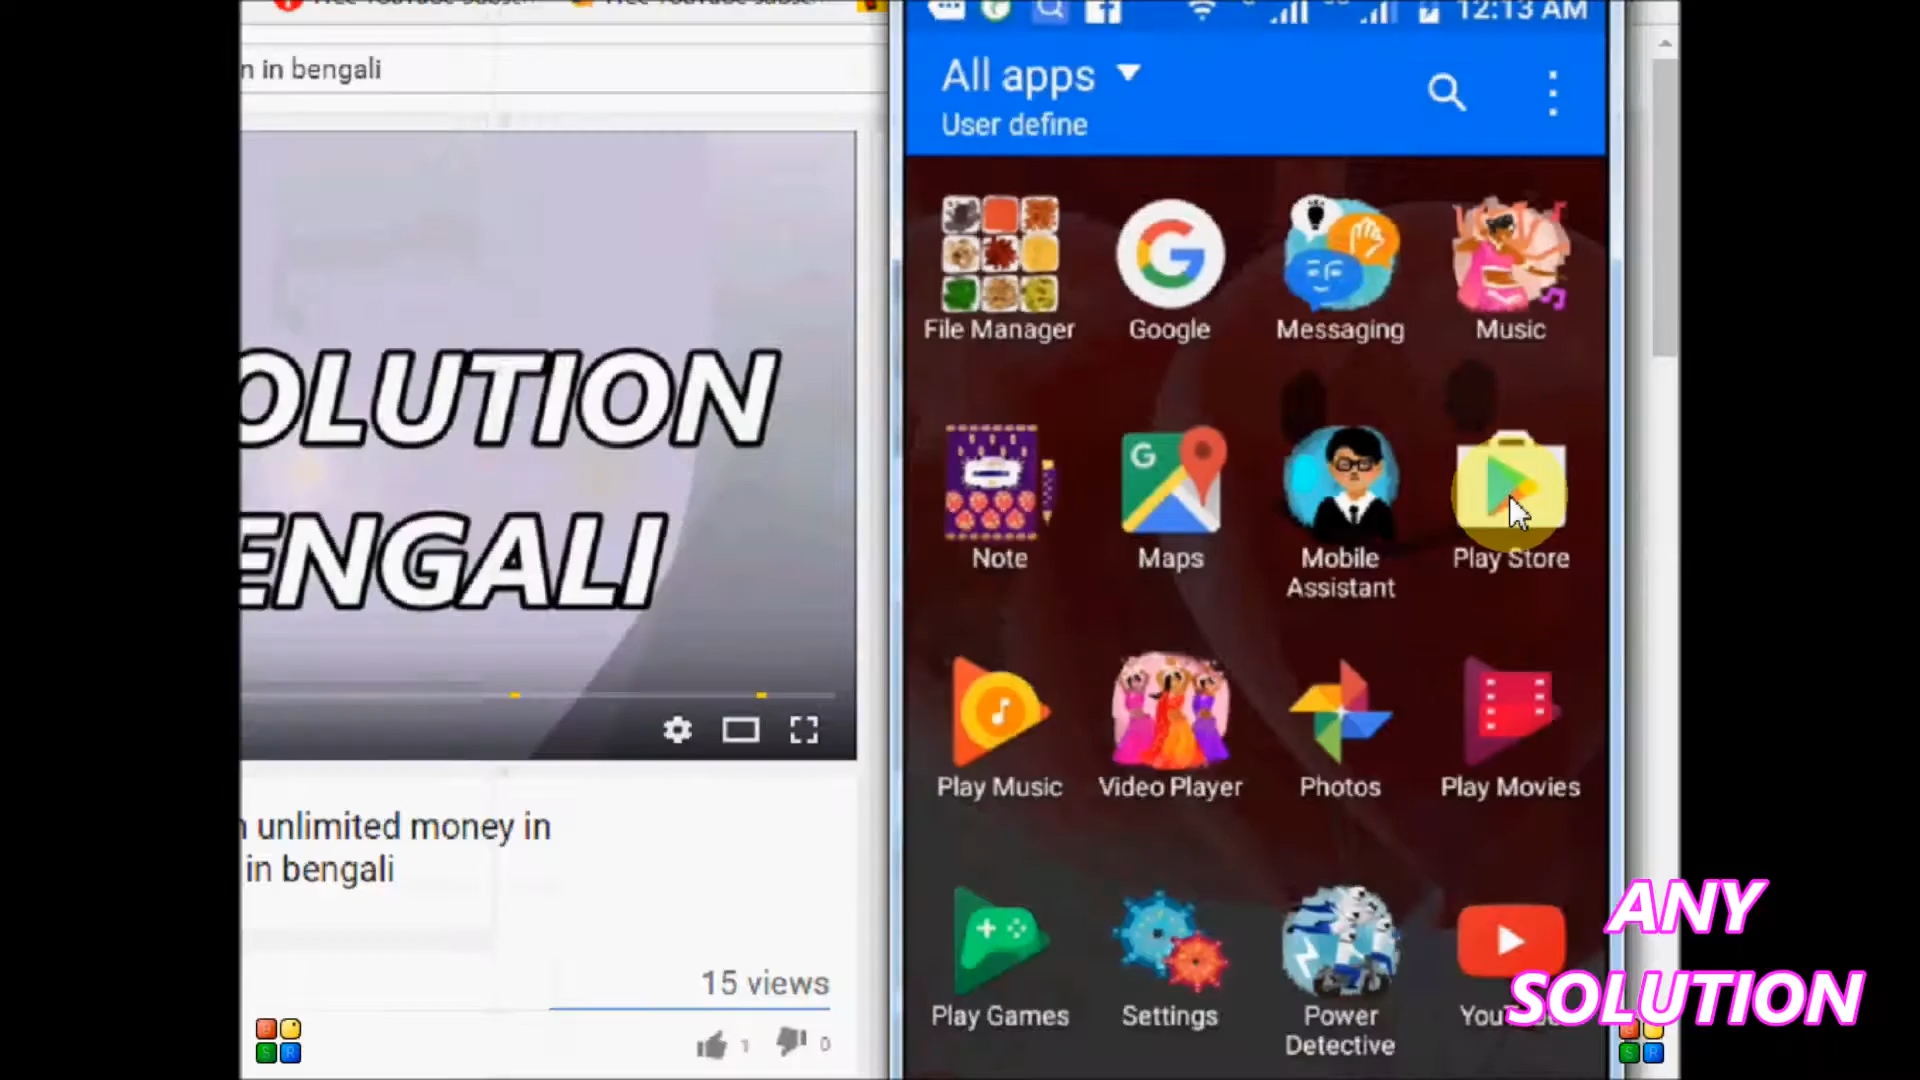 12:13 AM
n in bengali
All apps
User define
File Manager
Google
Messaging
Music
OLUTION
ENGALI
G
Note
Maps
Mobile
Assistant
Play Store
Play Music
Video Player
Photos
Play Movies
unlimited money in
in bengali
15 views
1
0
Play Games
Settings
Power
Detective
ANY
SOLUTION
S R
S R